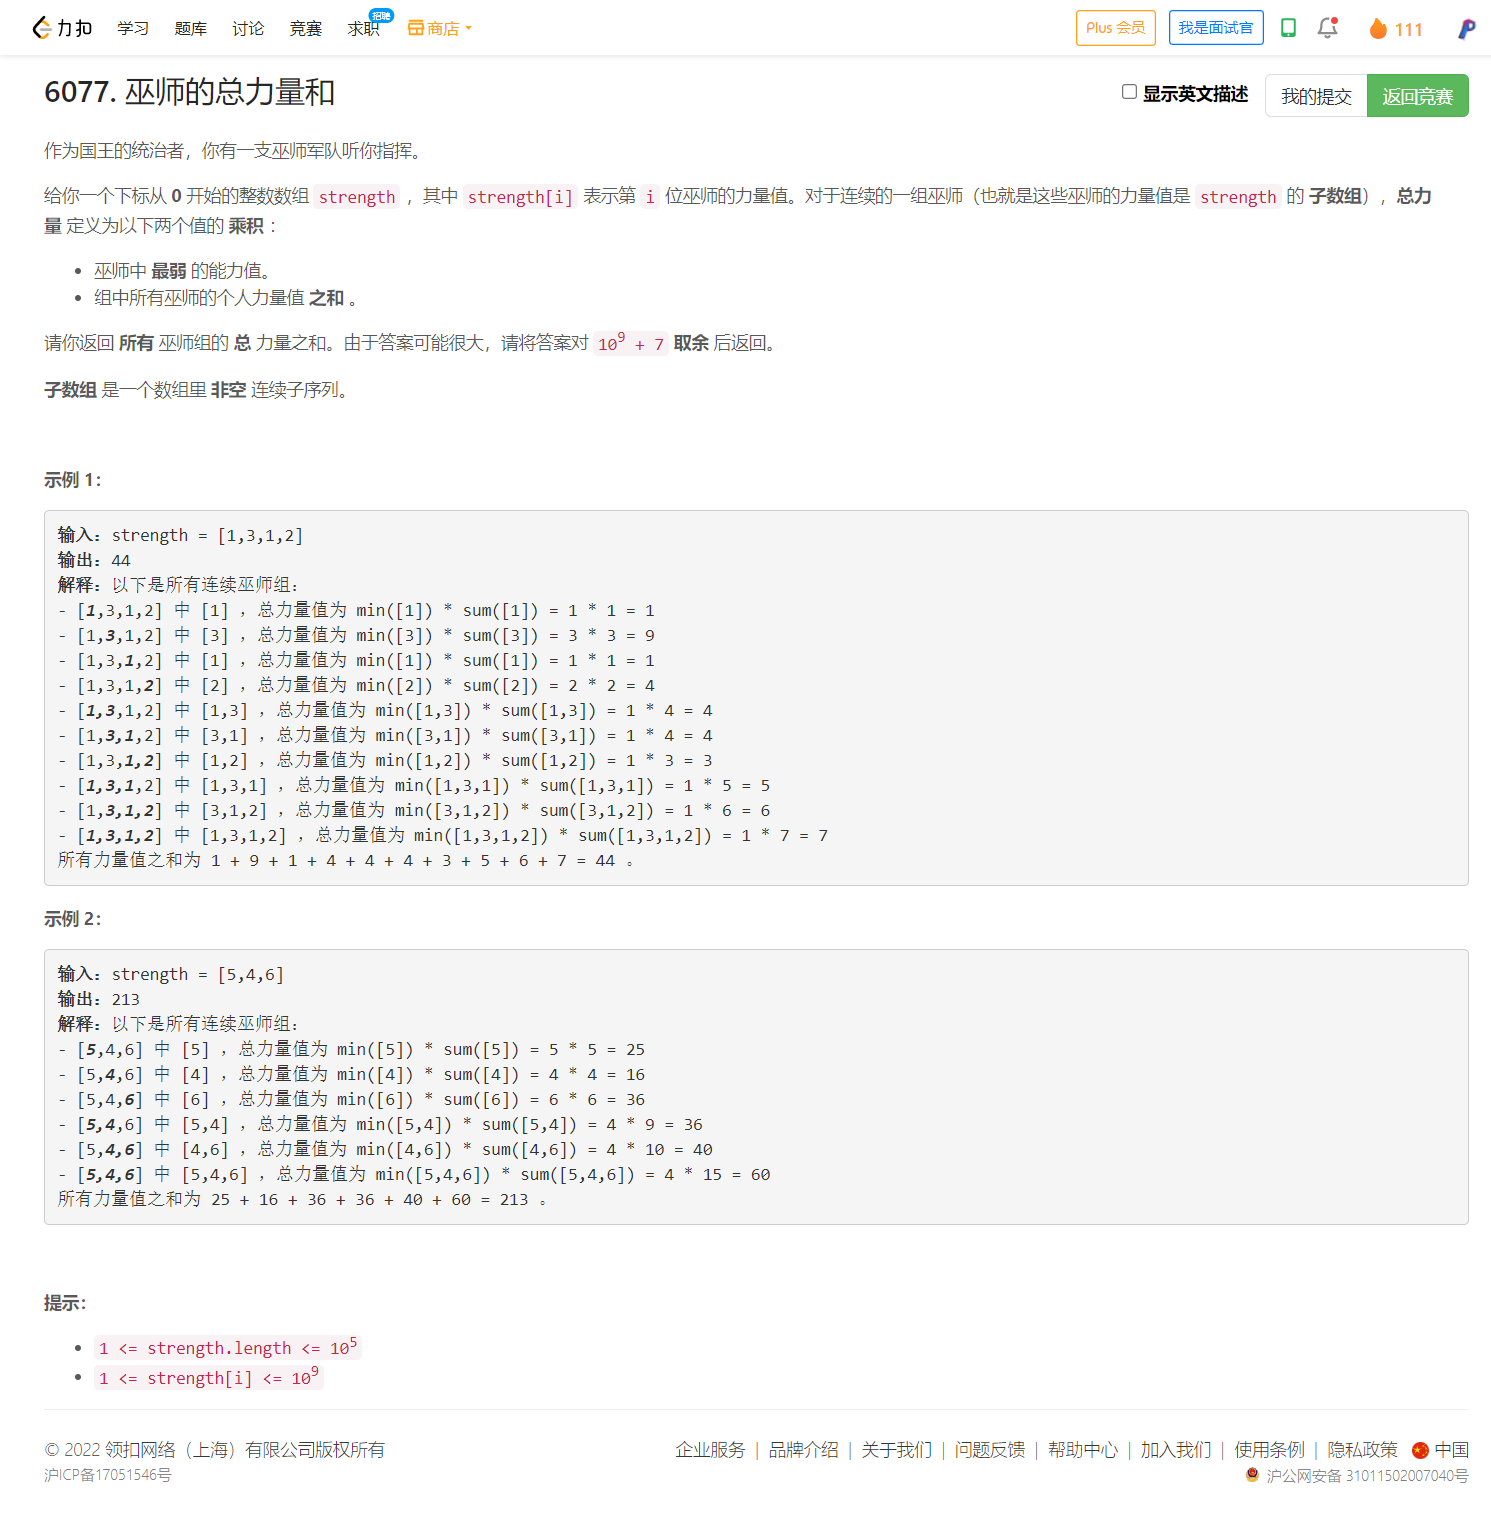 力扣 学习 题库 讨论 竞赛 求职 招聘 商店 Plus 会员 我是面试官 111
6077. 巫师的总力量和 显示英文描述 我的提交 返回竞赛
作为国王的统治者，你有一支巫师军队听你指挥。
给你一个下标从 0 开始的整数数组 strength ，其中 strength[i] 表示第 i 位巫师的力量值。对于连续的一组巫师（也就是这些巫师的力量值是 strength 的 子数组），总力
量 定义为以下两个值的 乘积 ：
• 巫师中 最弱 的能力值。
• 组中所有巫师的个人力量值 之和 。
请你返回 所有 巫师组的 总 力量之和。由于答案可能很大，请将答案对 10⁹ + 7 取余 后返回。
子数组 是一个数组里 非空 连续子序列。
示例 1：
输入：strength = [1,3,1,2]
输出：44
解释：以下是所有连续巫师组：
- [1,3,1,2] 中 [1] ，总力量值为 min([1]) * sum([1]) = 1 * 1 = 1
- [1,3,1,2] 中 [3] ，总力量值为 min([3]) * sum([3]) = 3 * 3 = 9
- [1,3,1,2] 中 [1] ，总力量值为 min([1]) * sum([1]) = 1 * 1 = 1
- [1,3,1,2] 中 [2] ，总力量值为 min([2]) * sum([2]) = 2 * 2 = 4
- [1,3,1,2] 中 [1,3] ，总力量值为 min([1,3]) * sum([1,3]) = 1 * 4 = 4
- [1,3,1,2] 中 [3,1] ，总力量值为 min([3,1]) * sum([3,1]) = 1 * 4 = 4
- [1,3,1,2] 中 [1,2] ，总力量值为 min([1,2]) * sum([1,2]) = 1 * 3 = 3
- [1,3,1,2] 中 [1,3,1] ，总力量值为 min([1,3,1]) * sum([1,3,1]) = 1 * 5 = 5
- [1,3,1,2] 中 [3,1,2] ，总力量值为 min([3,1,2]) * sum([3,1,2]) = 1 * 6 = 6
- [1,3,1,2] 中 [1,3,1,2] ，总力量值为 min([1,3,1,2]) * sum([1,3,1,2]) = 1 * 7 = 7
所有力量值之和为 1 + 9 + 1 + 4 + 4 + 4 + 3 + 5 + 6 + 7 = 44 。
示例 2：
输入：strength = [5,4,6]
输出：213
解释：以下是所有连续巫师组：
- [5,4,6] 中 [5] ，总力量值为 min([5]) * sum([5]) = 5 * 5 = 25
- [5,4,6] 中 [4] ，总力量值为 min([4]) * sum([4]) = 4 * 4 = 16
- [5,4,6] 中 [6] ，总力量值为 min([6]) * sum([6]) = 6 * 6 = 36
- [5,4,6] 中 [5,4] ，总力量值为 min([5,4]) * sum([5,4]) = 4 * 9 = 36
- [5,4,6] 中 [4,6] ，总力量值为 min([4,6]) * sum([4,6]) = 4 * 10 = 40
- [5,4,6] 中 [5,4,6] ，总力量值为 min([5,4,6]) * sum([5,4,6]) = 4 * 15 = 60
所有力量值之和为 25 + 16 + 36 + 36 + 40 + 60 = 213 。
提示：
• 1 <= strength.length <= 10⁵
• 1 <= strength[i] <= 10⁹
© 2022 领扣网络（上海）有限公司版权所有 企业服务 | 品牌介绍 | 关于我们 | 问题反馈 | 帮助中心 | 加入我们 | 使用条例 | 隐私政策 中国
沪ICP备17051546号 沪公网安备 31011502007040号